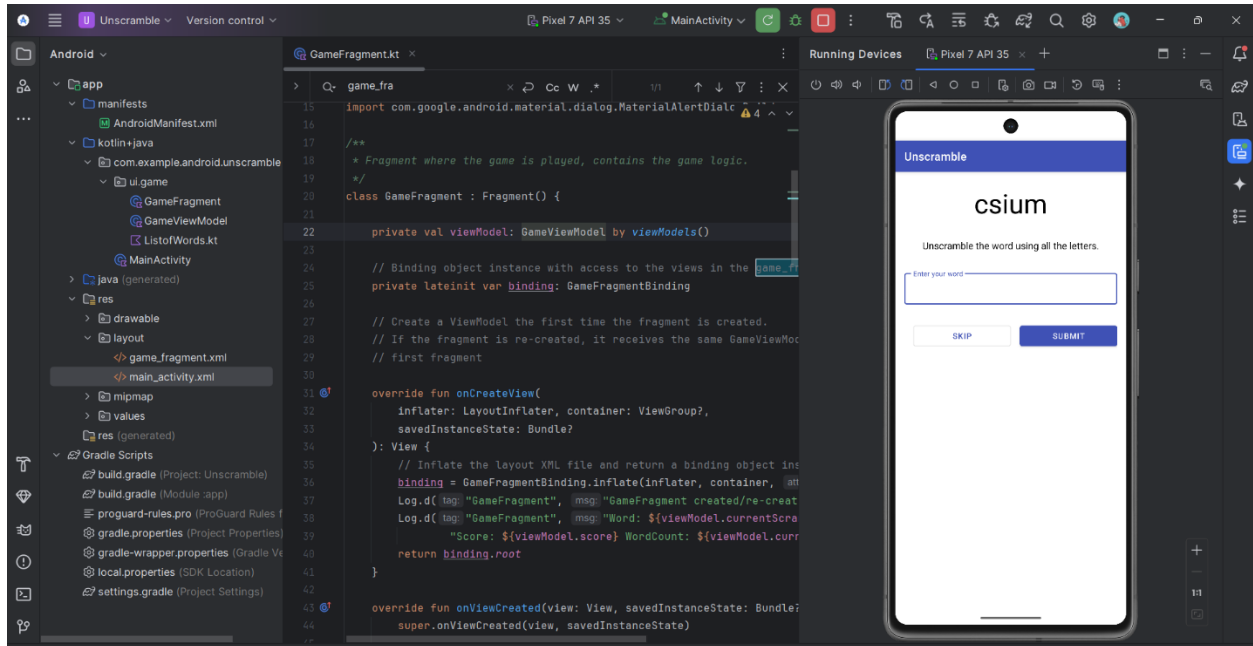 U Unscramble Version control Pixel 7 API 35 MainActivity
Android
app
manifests
AndroidManifest.xml
kotlin+java
com.example.android.unscramble
ui.game
GameFragment
GameViewModel
ListofWords.kt
MainActivity
java (generated)
res
drawable
layout
game_fragment.xml
main_activity.xml
mipmap
values
res (generated)
Gradle Scripts
build.gradle (Project: Unscramble)
build.gradle (Module :app)
proguard-rules.pro (ProGuard Rules f
gradle.properties (Project Properties)
gradle-wrapper.properties (Gradle Ve
local.properties (SDK Location)
settings.gradle (Project Settings)
GameFragment.kt
game_fra Cc W .* 1/1
4
15 import com.google.android.material.dialog.MaterialAlertDialo
16
17 /**
18 * Fragment where the game is played, contains the game logic.
19 */
20 class GameFragment : Fragment() {
21
22 private val viewModel: GameViewModel by viewModels()
23
24 // Binding object instance with access to the views in the game_fr
25 private lateinit var binding: GameFragmentBinding
26
27 // Create a ViewModel the first time the fragment is created.
28 // If the fragment is re-created, it receives the same GameViewMod
29 // first fragment
30
31 override fun onCreateView(
32 inflater: LayoutInflater, container: ViewGroup?,
33 savedInstanceState: Bundle?
34 ): View {
35 // Inflate the layout XML file and return a binding object ins
36 binding = GameFragmentBinding.inflate(inflater, container, att
37 Log.d( tag: "GameFragment", msg: "GameFragment created/re-creat
38 Log.d( tag: "GameFragment", msg: "Word: ${viewModel.currentScra
39 "Score: ${viewModel.score} WordCount: ${viewModel.curr
40 return binding.root
41 }
42
43 override fun onViewCreated(view: View, savedInstanceState: Bundle?
44 super.onViewCreated(view, savedInstanceState)
Running Devices Pixel 7 API 35
Unscramble
csium
Unscramble the word using all the letters.
Enter your word
SKIP SUBMIT
1:1